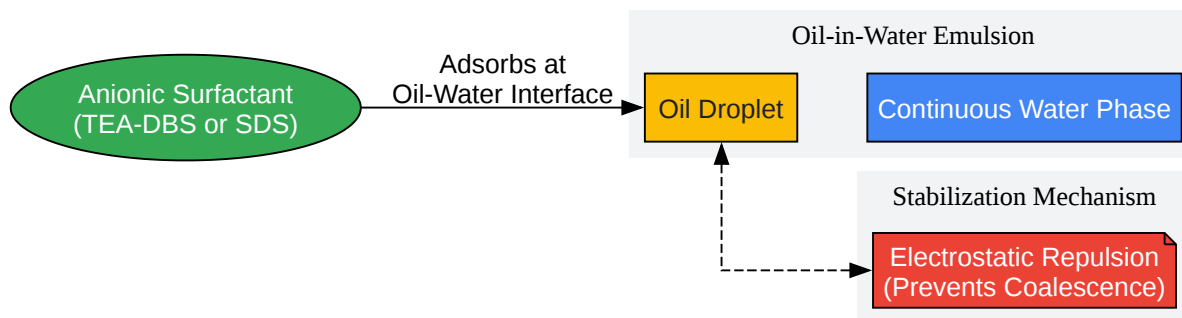 Oil-in-Water Emulsion
Adsorbs at
Oil-Water Interface
Anionic Surfactant
(TEA-DBS or SDS)
Oil Droplet
Continuous Water Phase
Stabilization Mechanism
Electrostatic Repulsion
(Prevents Coalescence)